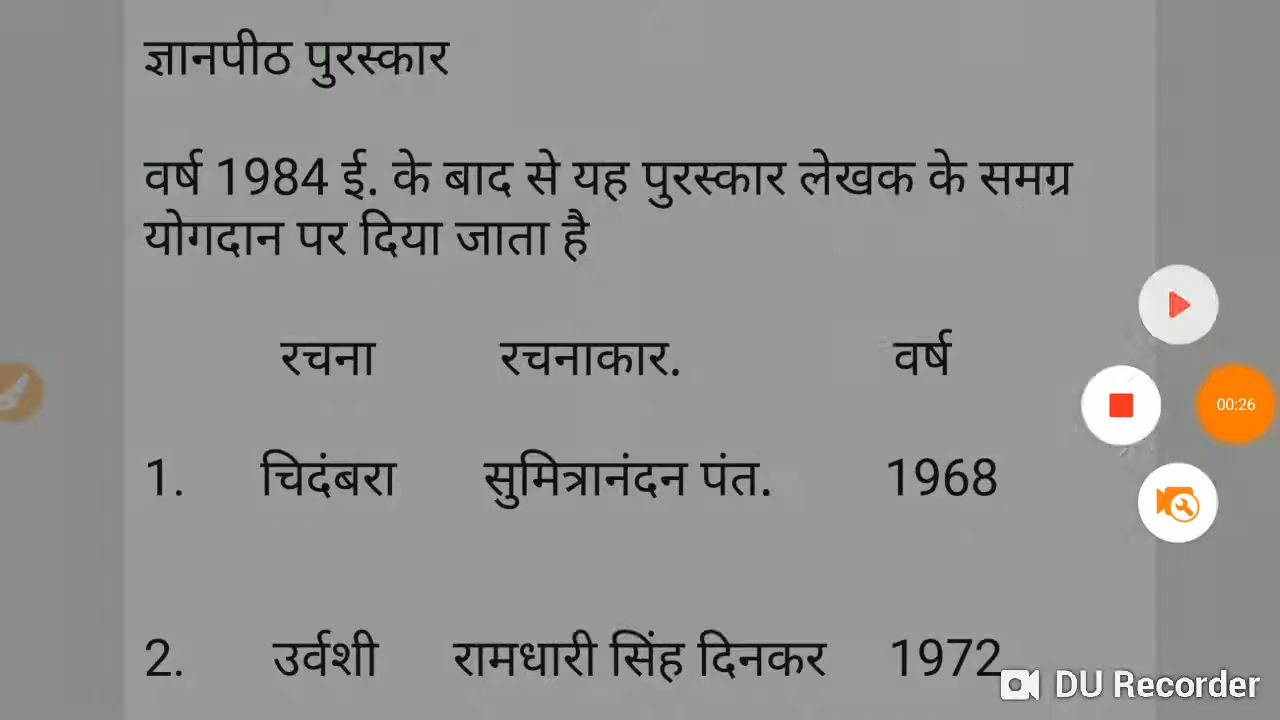 ज्ञानपीठ पुरस्कार
वर्ष 1984 ई. के बाद से यह पुरस्कार लेखक के समग्र
योगदान पर दिया जाता है
रचना रचनाकार. वर्ष
00:26
1. चिदंबरा सुमित्रानंदन पंत. 1968
2. उर्वशी रामधारी सिंह दिनकर 1972
DU Recorder